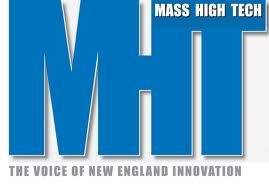 MASS HIGH TECH
MHT
THE VOICE OF NEW ENGLAND INNOVATION